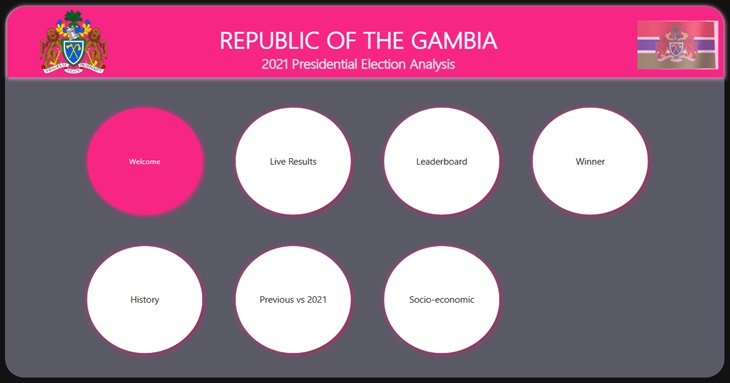 REPUBLIC OF THE GAMBIA
2021 Presidential Election Analysis
Welcome
Live Results
Leaderboard
Winner
History
Previous vs 2021
Socio-economic